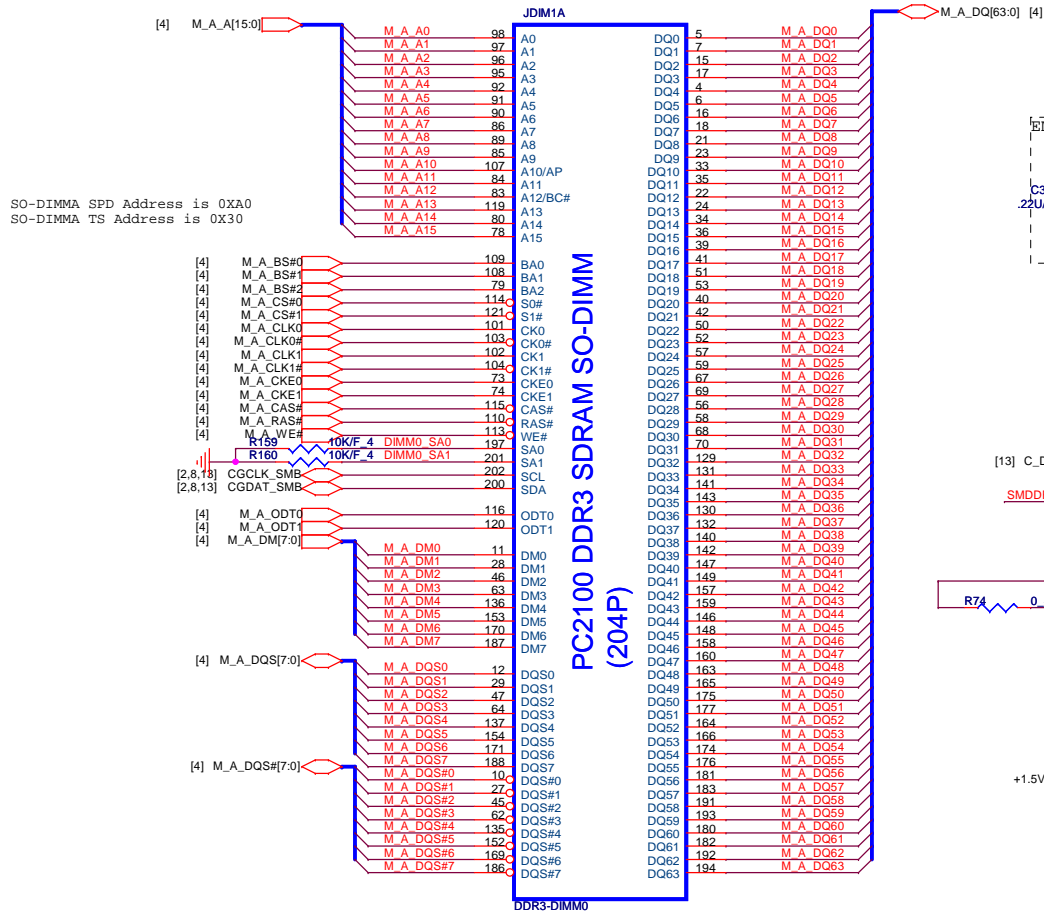 JDIM1A
[4] M_A_A[15:0] M_A_DQ[63:0] [4]
M_A_A0 98 A0 DQ0 5 M_A_DQ0
M_A_A1 97 A1 DQ1 7 M_A_DQ1
M_A_A2 96 A2 DQ2 15 M_A_DQ2
M_A_A3 95 A3 DQ3 17 M_A_DQ3
M_A_A4 92 A4 DQ4 4 M_A_DQ4
M_A_A5 91 A5 DQ5 6 M_A_DQ5
M_A_A6 90 A6 DQ6 16 M_A_DQ6
M_A_A7 86 A7 DQ7 18 M_A_DQ7
M_A_A8 89 A8 DQ8 21 M_A_DQ8
M_A_A9 85 A9 DQ9 23 M_A_DQ9
M_A_A10 107 A10/AP DQ10 33 M_A_DQ10
M_A_A11 84 A11 DQ11 35 M_A_DQ11
M_A_A12 83 A12/BC# DQ12 22 M_A_DQ12
M_A_A13 119 A13 DQ13 24 M_A_DQ13
M_A_A14 80 A14 DQ14 34 M_A_DQ14
M_A_A15 78 A15 DQ15 36 M_A_DQ15
SO-DIMMA SPD Address is 0XA0
SO-DIMMA TS Address is 0X30
DQ16 39 M_A_DQ16
[4] M_A_BS#0 109 BA0 DQ17 41 M_A_DQ17
[4] M_A_BS#1 108 BA1 DQ18 51 M_A_DQ18
[4] M_A_BS#2 79 BA2 DQ19 53 M_A_DQ19
[4] M_A_CS#0 114 S0# DQ20 40 M_A_DQ20
[4] M_A_CS#1 121 S1# DQ21 42 M_A_DQ21
[4] M_A_CLK0 101 CK0 DQ22 50 M_A_DQ22
[4] M_A_CLK0# 103 CK0# DQ23 52 M_A_DQ23
[4] M_A_CLK1 102 CK1 DQ24 57 M_A_DQ24
[4] M_A_CLK1# 104 CK1# DQ25 59 M_A_DQ25
[4] M_A_CKE0 73 CKE0 DQ26 67 M_A_DQ26
[4] M_A_CKE1 74 CKE1 DQ27 69 M_A_DQ27
[4] M_A_CAS# 115 CAS# DQ28 56 M_A_DQ28
[4] M_A_RAS# 110 RAS# DQ29 58 M_A_DQ29
[4] M_A_WE# 113 WE# DQ30 68 M_A_DQ30
R159 10K/F_4 DIMM0_SA0 197 SA0 DQ31 70 M_A_DQ31
R160 10K/F_4 DIMM0_SA1 201 SA1 DQ32 129 M_A_DQ32
[2,8,13] CGCLK_SMB 202 SCL DQ33 131 M_A_DQ33
[2,8,13] CGDAT_SMB 200 SDA DQ34 141 M_A_DQ34
DQ35 143 M_A_DQ35
[4] M_A_ODT0 116 ODT0 DQ36 130 M_A_DQ36
[4] M_A_ODT1 120 ODT1 DQ37 132 M_A_DQ37
[4] M_A_DM[7:0] DQ38 140 M_A_DQ38
M_A_DM0 11 DM0 DQ39 142 M_A_DQ39
M_A_DM1 28 DM1 DQ40 147 M_A_DQ40
M_A_DM2 46 DM2 DQ41 149 M_A_DQ41
M_A_DM3 63 DM3 DQ42 157 M_A_DQ42
M_A_DM4 136 DM4 DQ43 159 M_A_DQ43
M_A_DM5 153 DM5 DQ44 146 M_A_DQ44
M_A_DM6 170 DM6 DQ45 148 M_A_DQ45
M_A_DM7 187 DM7 DQ46 158 M_A_DQ46
[4] M_A_DQS[7:0] DQ47 160 M_A_DQ47
M_A_DQS0 12 DQS0 DQ48 163 M_A_DQ48
M_A_DQS1 29 DQS1 DQ49 165 M_A_DQ49
M_A_DQS2 47 DQS2 DQ50 175 M_A_DQ50
M_A_DQS3 64 DQS3 DQ51 177 M_A_DQ51
M_A_DQS4 137 DQS4 DQ52 164 M_A_DQ52
M_A_DQS5 154 DQS5 DQ53 166 M_A_DQ53
M_A_DQS6 171 DQS6 DQ54 174 M_A_DQ54
M_A_DQS7 188 DQS7 DQ55 176 M_A_DQ55
[4] M_A_DQS#[7:0]
M_A_DQS#0 10 DQS#0 DQ56 181 M_A_DQ56
M_A_DQS#1 27 DQS#1 DQ57 183 M_A_DQ57
M_A_DQS#2 45 DQS#2 DQ58 191 M_A_DQ58
M_A_DQS#3 62 DQS#3 DQ59 193 M_A_DQ59
M_A_DQS#4 135 DQS#4 DQ60 180 M_A_DQ60
M_A_DQS#5 152 DQS#5 DQ61 182 M_A_DQ61
M_A_DQS#6 169 DQS#6 DQ62 192 M_A_DQ62
M_A_DQS#7 186 DQS#7 DQ63 194 M_A_DQ63
PC2100 DDR3 SDRAM SO-DIMM
(204P)
DDR3-DIMM0
C3
.22U/
[13] C_D
SMDD
R74 0_
+1.5V